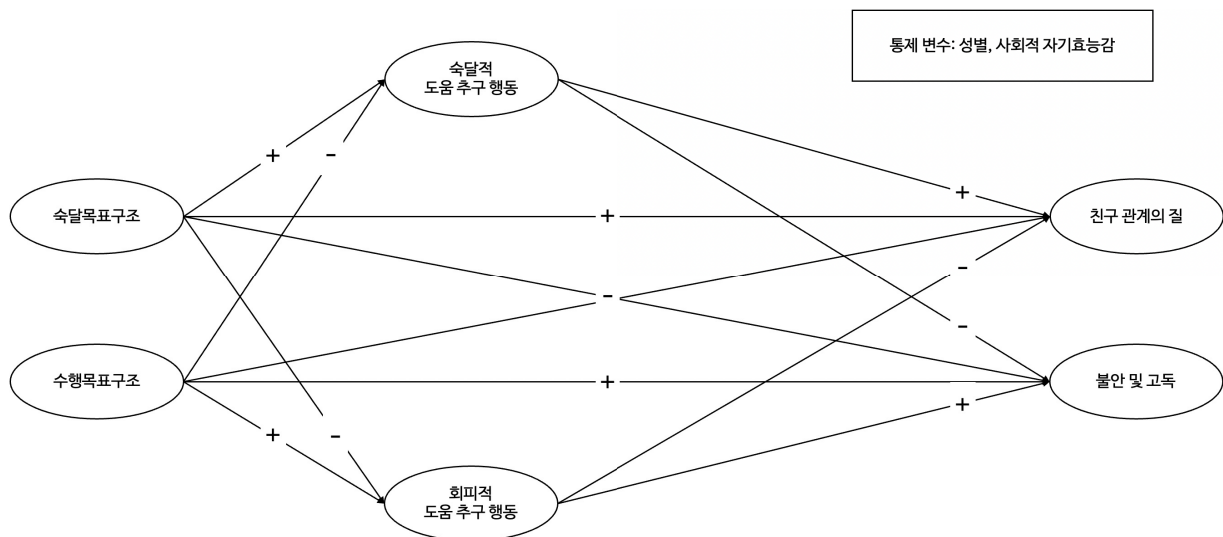 통제 변수: 성별, 사회적 자기효능감
숙달적
도움 추구 행동
+
-
+
숙달목표구조
+
친구 관계의 질
-
-
-
수행목표구조
+
불안 및 고독
+
+
-
회피적
도움 추구 행동